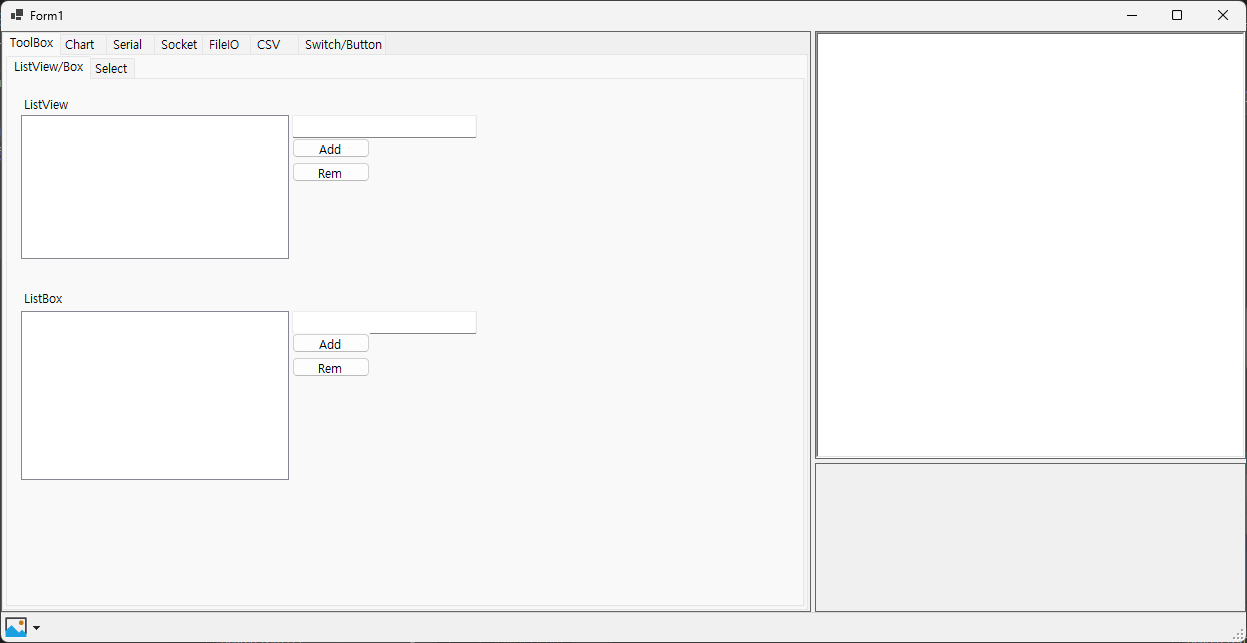 Form1
ToolBox Chart Serial Socket FileIO CSV Switch/Button
ListView/Box Select
ListView
Add
Rem
ListBox
Add
Rem